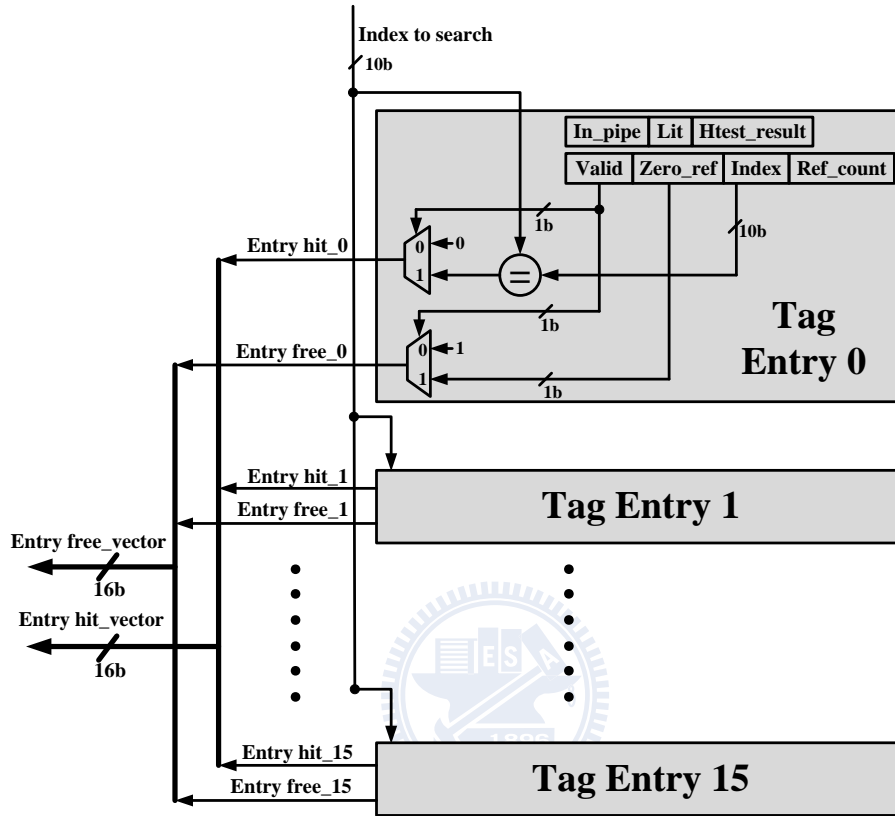 Index to search
10b
In_pipe Lit Htest_result
Valid Zero_ref Index Ref_count
1b
10b
Entry hit_0
0
0
1
=
1b
Tag
Entry 0
Entry free_0
0
1
1
1b
Entry hit_1
Tag Entry 1
Entry free_1
Entry free_vector
16b
Entry hit_vector
16b
E S A
1896
Entry hit_15
Tag Entry 15
Entry free_15